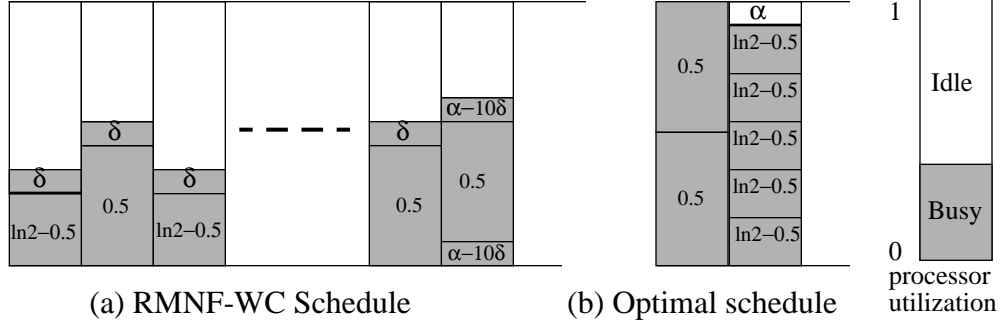 δ
ln2−0.5
δ
0.5
δ
ln2−0.5
δ
0.5
α−10δ
0.5
α−10δ
(a) RMNF-WC Schedule
0.5
0.5
α
ln2−0.5
ln2−0.5
ln2−0.5
ln2−0.5
ln2−0.5
(b) Optimal schedule
1
Idle
Busy
0
processor
utilization